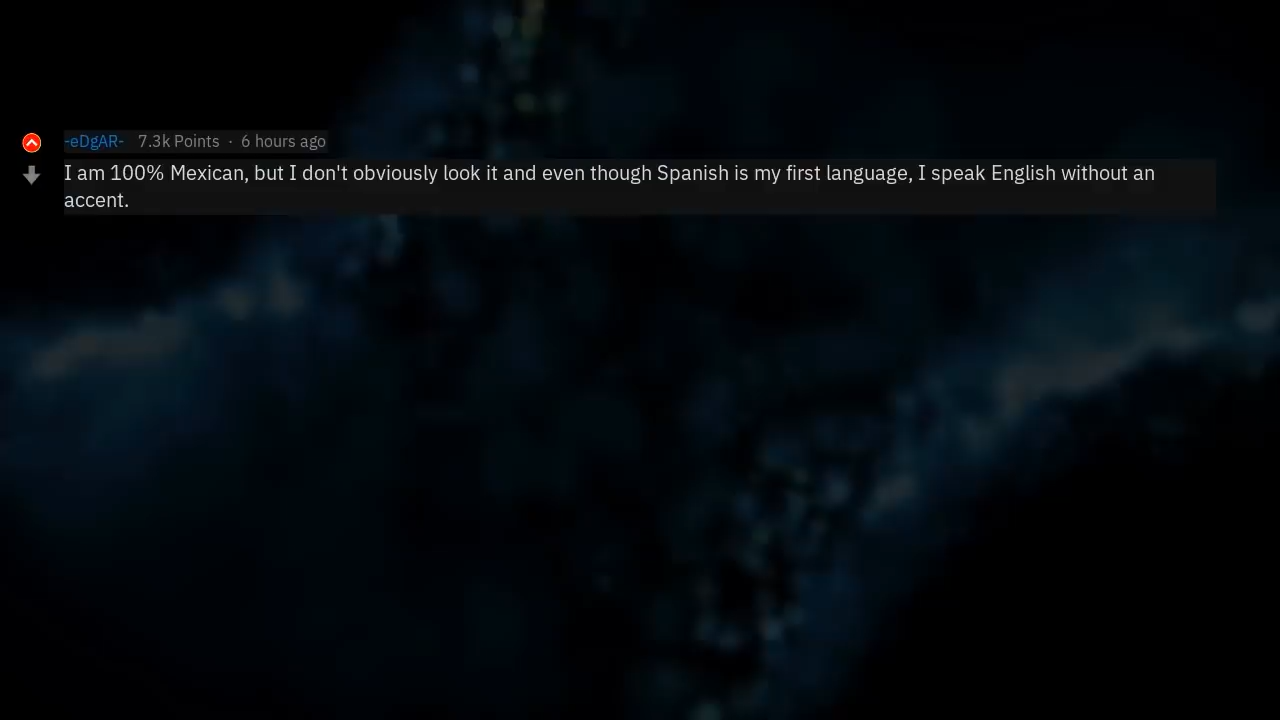 -eDgAR- 7.3k Points · 6 hours ago
I am 100% Mexican, but I don't obviously look it and even though Spanish is my first language, I speak English without an
accent.